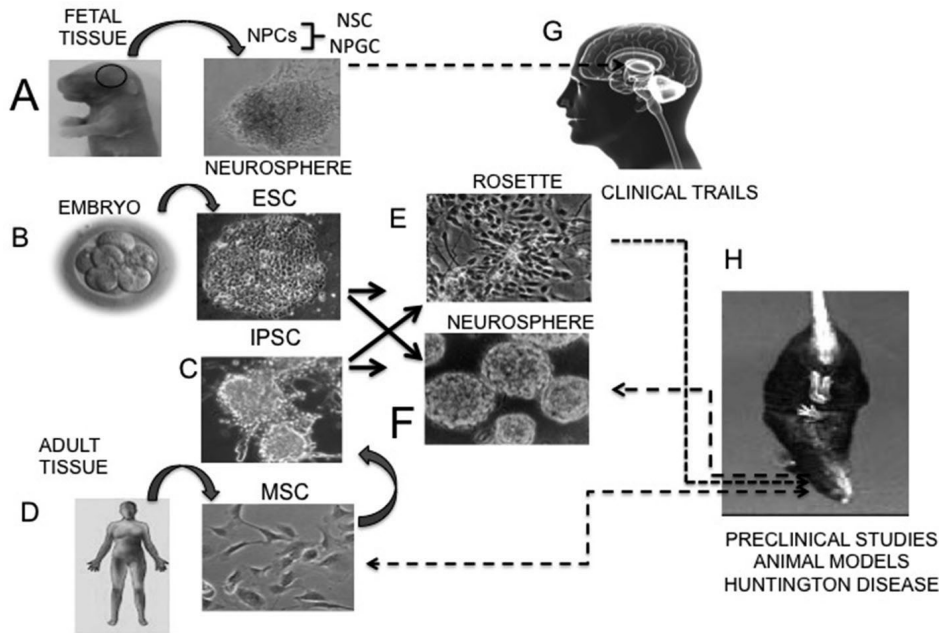 FETAL
TISSUE
NPCs
NSC
NPGC
G
A
NEUROSPHERE
CLINICAL TRAILS
EMBRYO
ESC
ROSETTE
B
E
H
IPSC
NEUROSPHERE
C
F
ADULT
TISSUE
MSC
D
PRECLINICAL STUDIES
ANIMAL MODELS
HUNTINGTON DISEASE